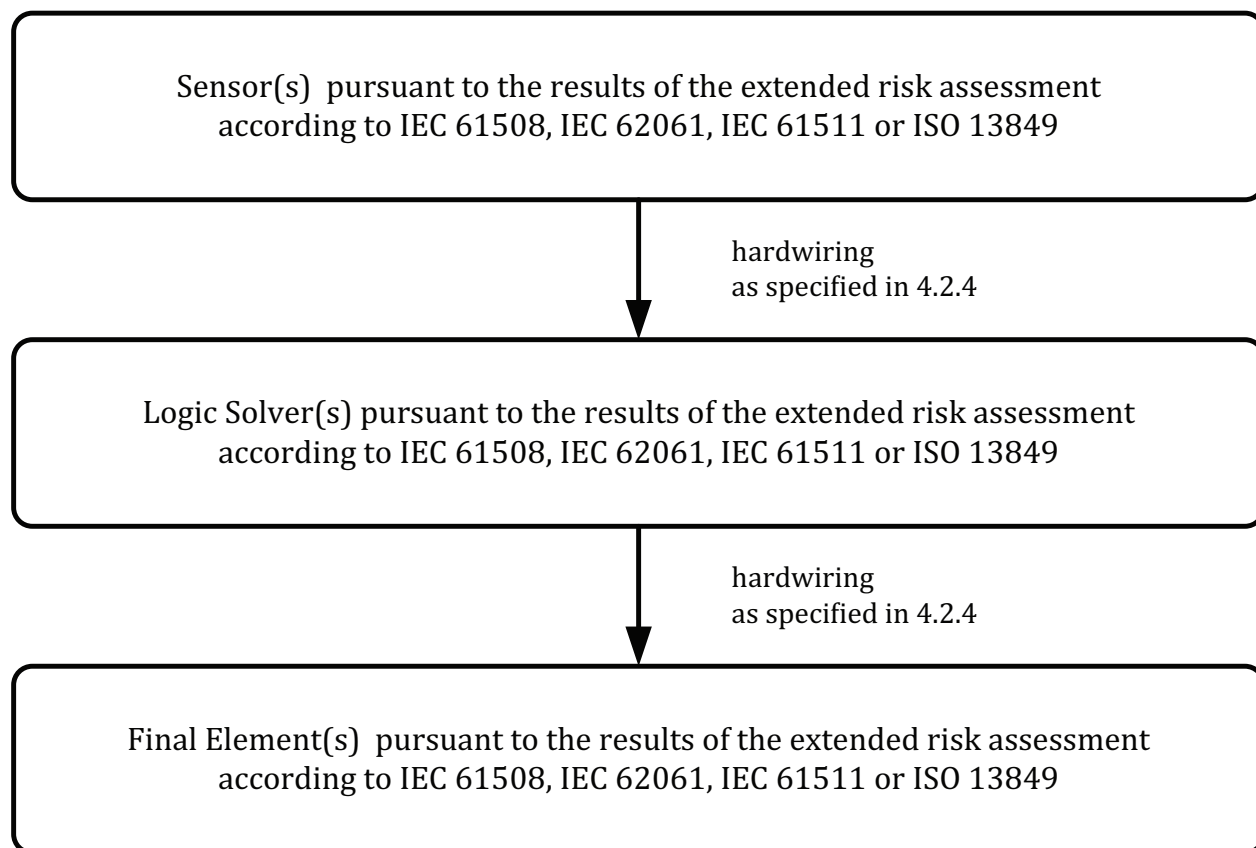 Sensor(s)  pursuant to the results of the extended risk assessment
according to IEC 61508, IEC 62061, IEC 61511 or ISO 13849
hardwiring
as specified in 4.2.4
Logic Solver(s) pursuant to the results of the extended risk assessment
according to IEC 61508, IEC 62061, IEC 61511 or ISO 13849
hardwiring
as specified in 4.2.4
Final Element(s)  pursuant to the results of the extended risk assessment
according to IEC 61508, IEC 62061, IEC 61511 or ISO 13849